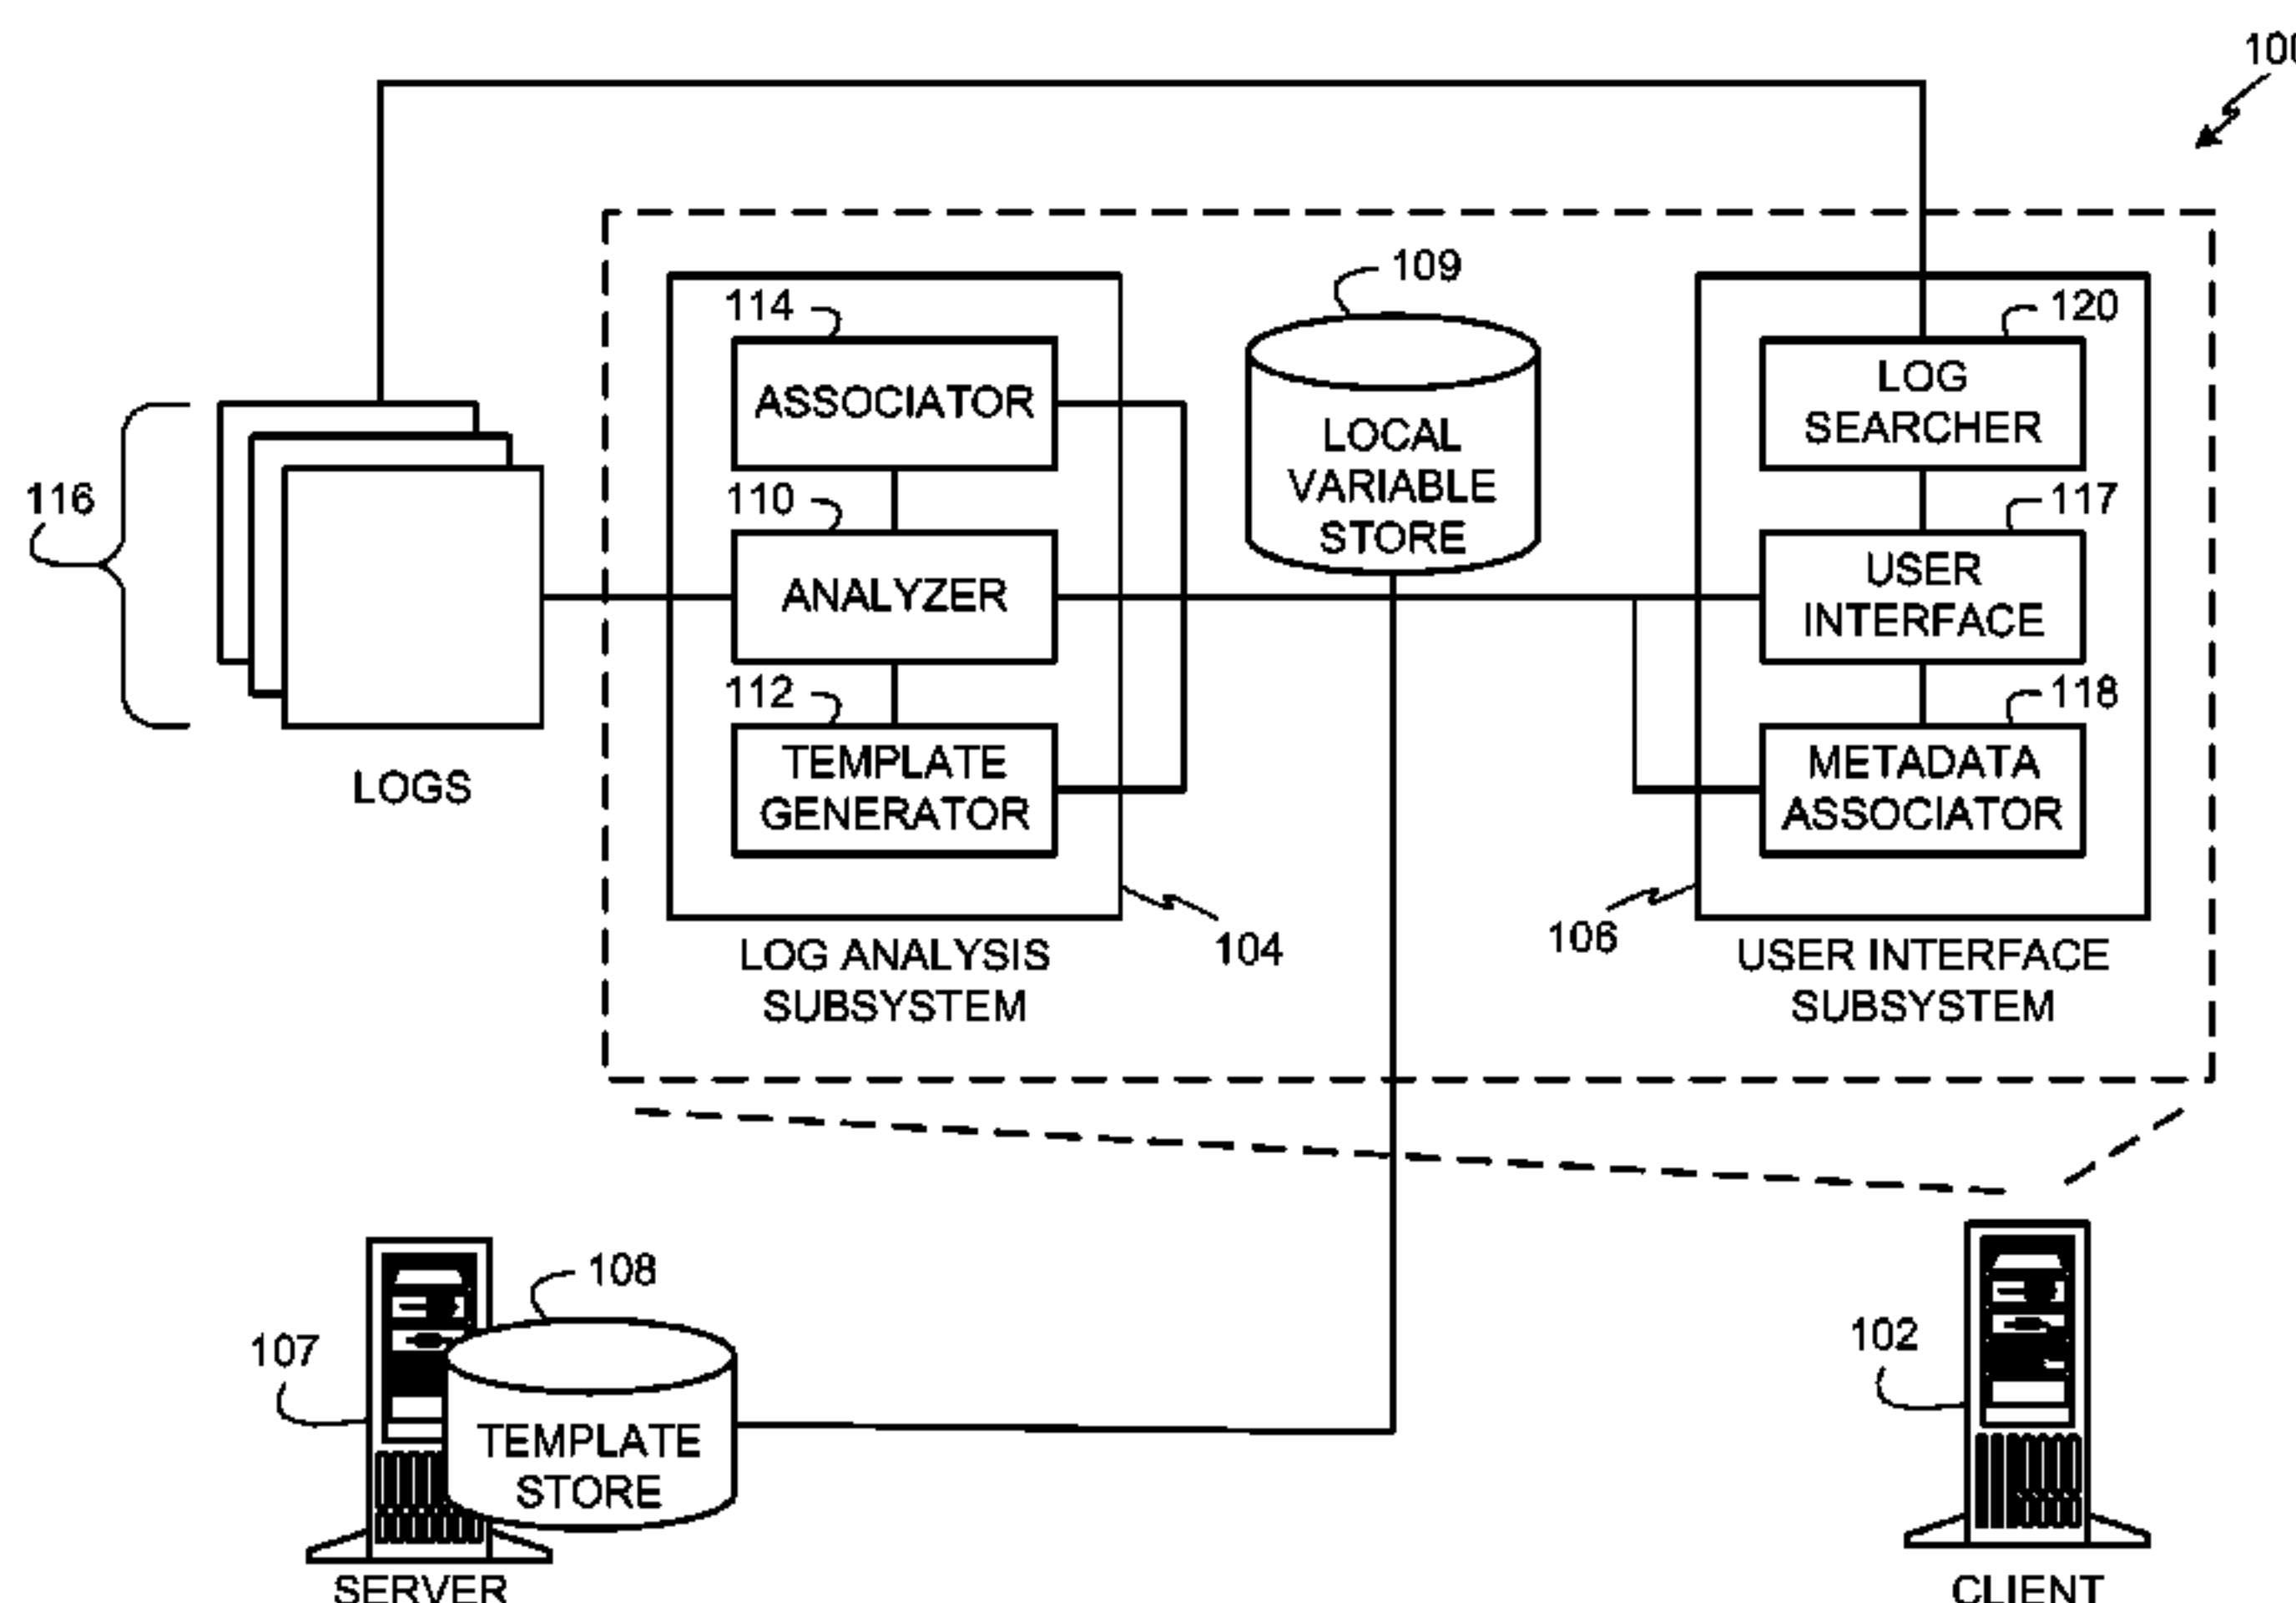 100
109
114
120
ASSOCIATOR
LOG
SEARCHER
LOCAL
VARIABLE
STORE
116
110
117
ANALYZER
USER
INTERFACE
112
118
TEMPLATE
GENERATOR
METADATA
ASSOCIATOR
LOGS
104
106
LOG ANALYSIS
SUBSYSTEM
USER INTERFACE
SUBSYSTEM
108
107
102
TEMPLATE
STORE
SERVER
CLIENT